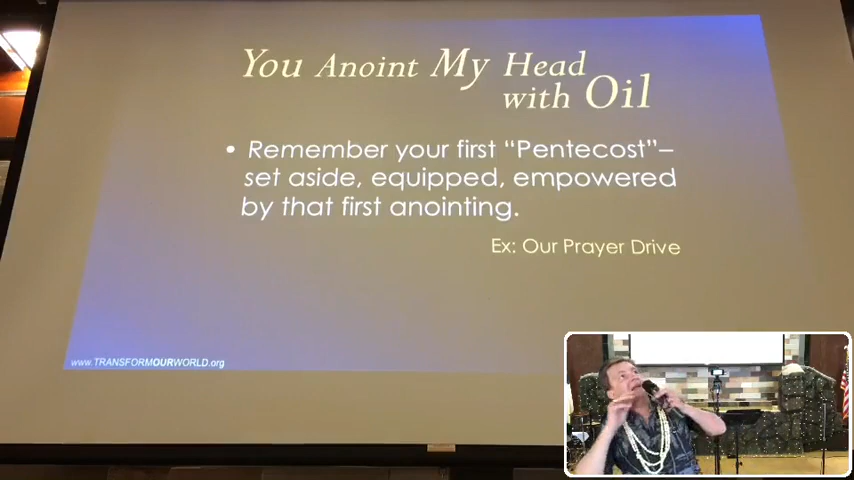 You Anoint My Head
with Oil
• Remember your first “Pentecost”–
set aside, equipped, empowered
by that first anointing.
Ex: Our Prayer Drive
www.TRANSFORMOURWORLD.org